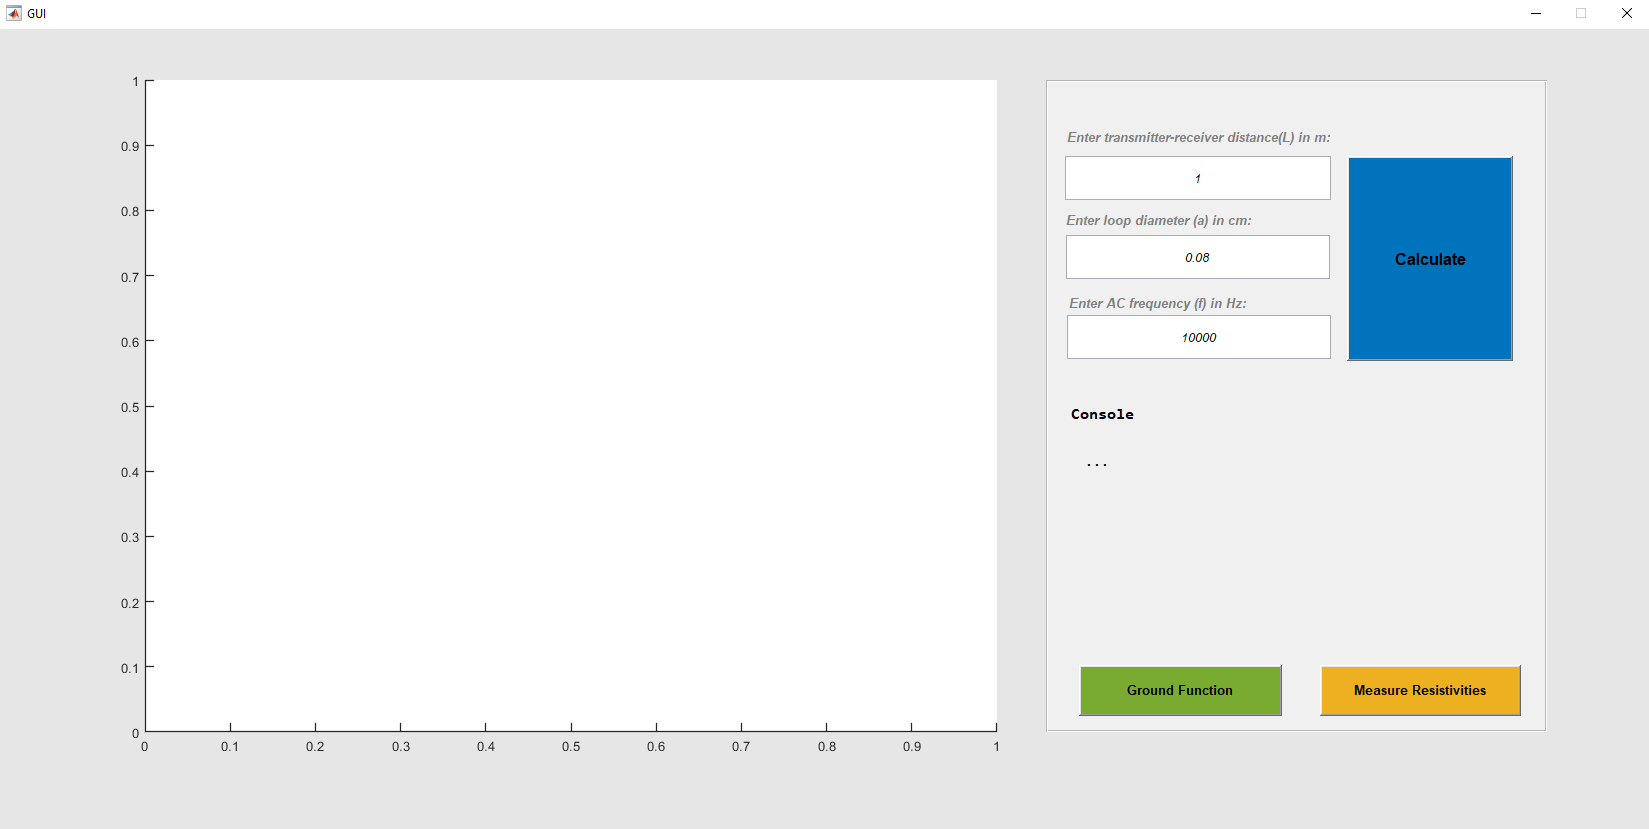 GUI
1
0.9
0.8
0.7
0.6
0.5
0.4
0.3
0.2
0.1
0
0 0.1 0.2 0.3 0.4 0.5 0.6 0.7 0.8 0.9 1
Enter transmitter-receiver distance(L) in m:
1
Enter loop diameter (a) in cm:
0.08
Enter AC frequency (f) in Hz:
10000
Calculate
Console
...
Ground Function
Measure Resistivities